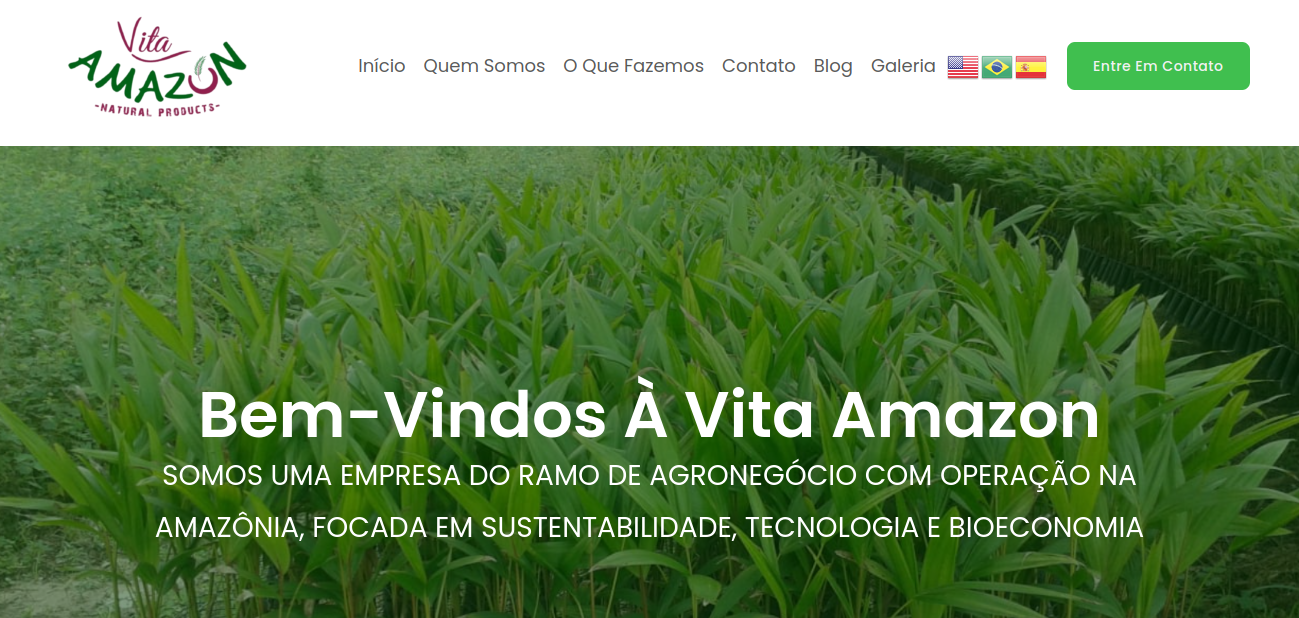 Vita
AMAZON
-NATURAL PRODUCTS-
Início Quem Somos O Que Fazemos Contato Blog Galeria Entre Em Contato
Bem-Vindos À Vita Amazon
SOMOS UMA EMPRESA DO RAMO DE AGRONEGÓCIO COM OPERAÇÃO NA
AMAZÔNIA, FOCADA EM SUSTENTABILIDADE, TECNOLOGIA E BIOECONOMIA